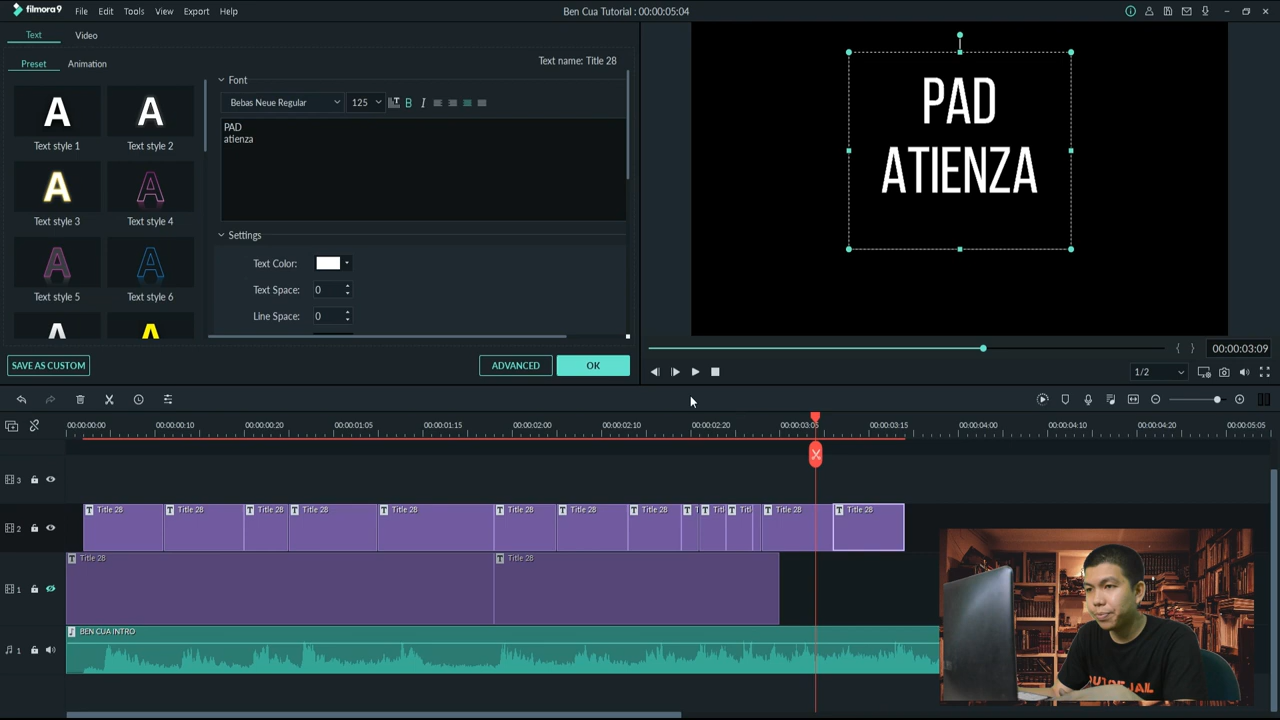 filmora9 File Edit Tools View Export Help Ben Cua Tutorial : 00:00:05:04
Text Video
Preset Animation
Text style 1 Text style 2
Text style 3 Text style 4
Text style 5 Text style 6
Text name: Title 28
Font
Bebas Neue Regular 125 B I
PAD
atienza
Settings
Text Color:
Text Space: 0
Line Space: 0
SAVE AS CUSTOM ADVANCED OK
PAD
ATIENZA
00:00:03:09
1/2
00:00:00:00 00:00:00:10 00:00:01:05 00:00:01:15 00:00:02:00 00:00:02:10 00:00:02:20 00:00:03:05 00:00:03:15 00:00:04:00 00:00:04:10 00:00:04:20 00:00:05:05
3
2 Title 28 Title 28 Title 28 Title 28 Title 28 Title 28 Title 28 Title 28 Titl Titl Title 28 Title 28
1 Title 28 Title 28
1 BEN CUA INTRO